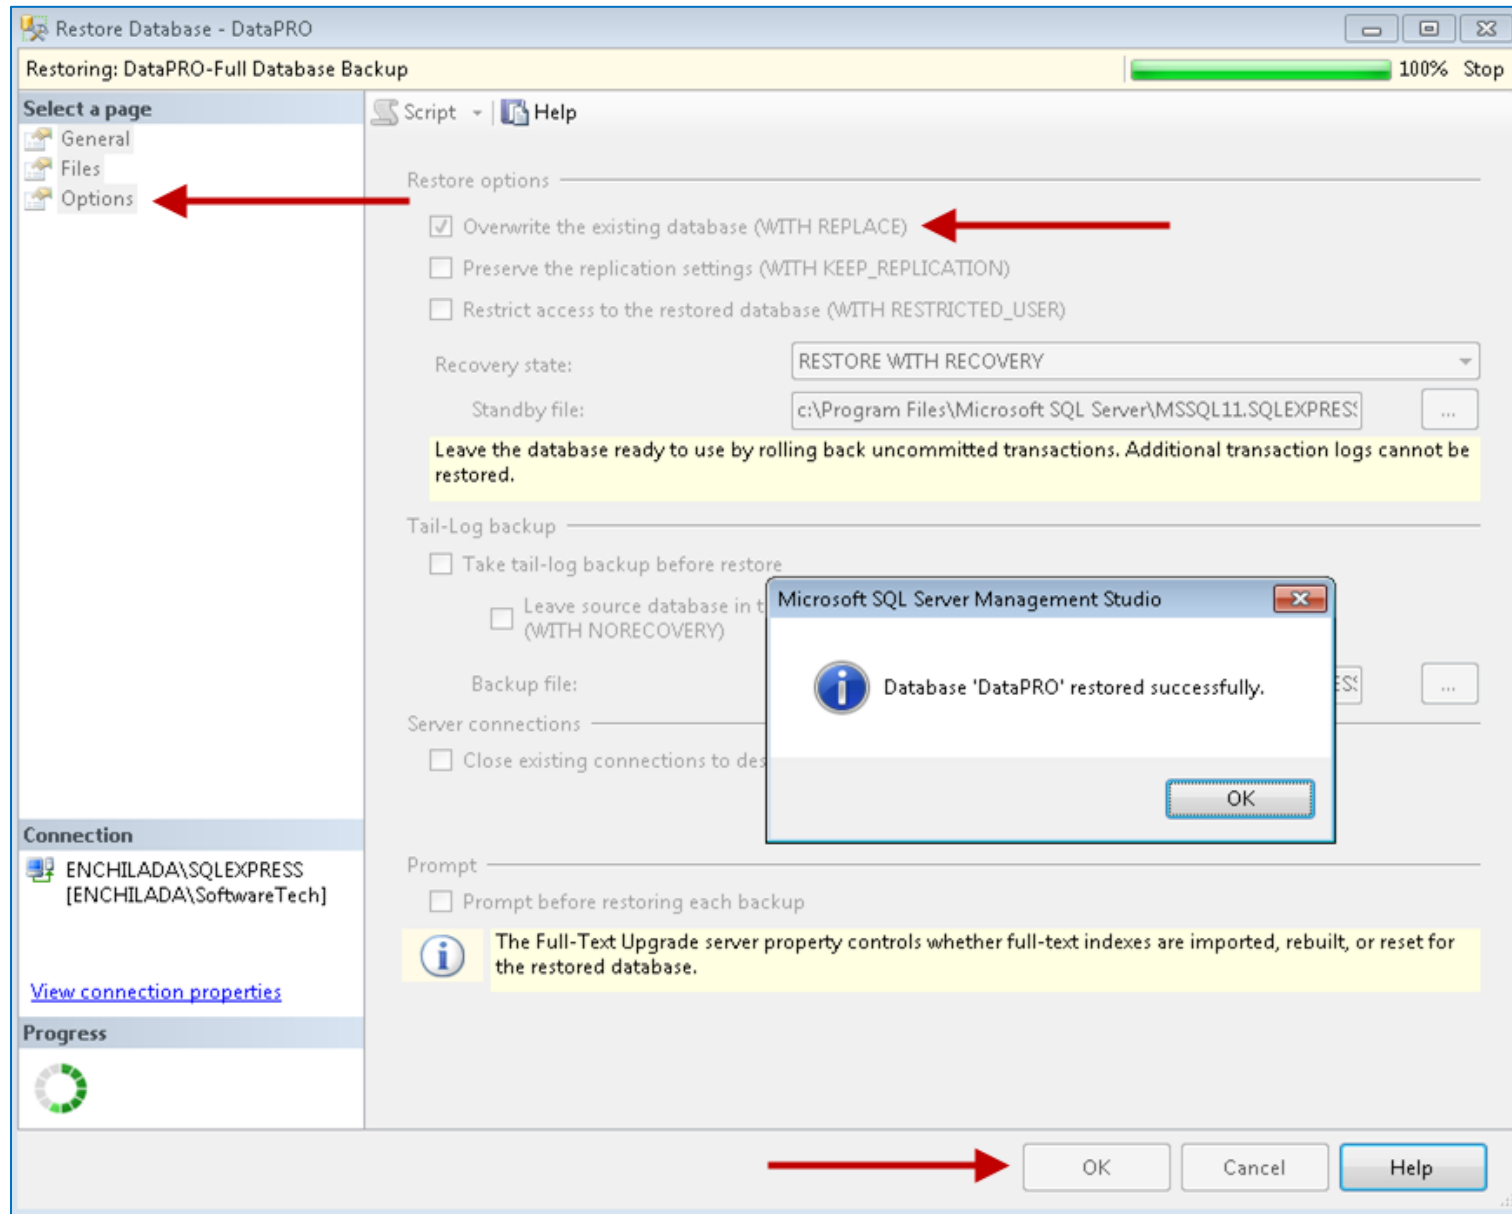 Restore Database - DataPRO
Restoring: DataPRO-Full Database Backup
100% Stop
Select a page
General
Files
Options
Script
Help
Restore options
Overwrite the existing database (WITH REPLACE)
Preserve the replication settings (WITH KEEP_REPLICATION)
Restrict access to the restored database (WITH RESTRICTED_USER)
Recovery state:
RESTORE WITH RECOVERY
Standby file:
c:\Program Files\Microsoft SQL Server\MSSQL11.SQLEXPRESS
...
Leave the database ready to use by rolling back uncommitted transactions. Additional transaction logs cannot be
restored.
Tail-Log backup
Take tail-log backup before restore
Leave source database in
(WITH NORECOVERY)
Backup file:
...
Server connections
Close existing connections to
Microsoft SQL Server Management Studio
Database 'DataPRO' restored successfully.
OK
Prompt
Prompt before restoring each backup
The Full-Text Upgrade server property controls whether full-text indexes are imported, rebuilt, or reset for
the restored database.
Connection
ENCHILADA\SQLEXPRESS
[ENCHILADA\SoftwareTech]
View connection properties
Progress
OK
Cancel
Help